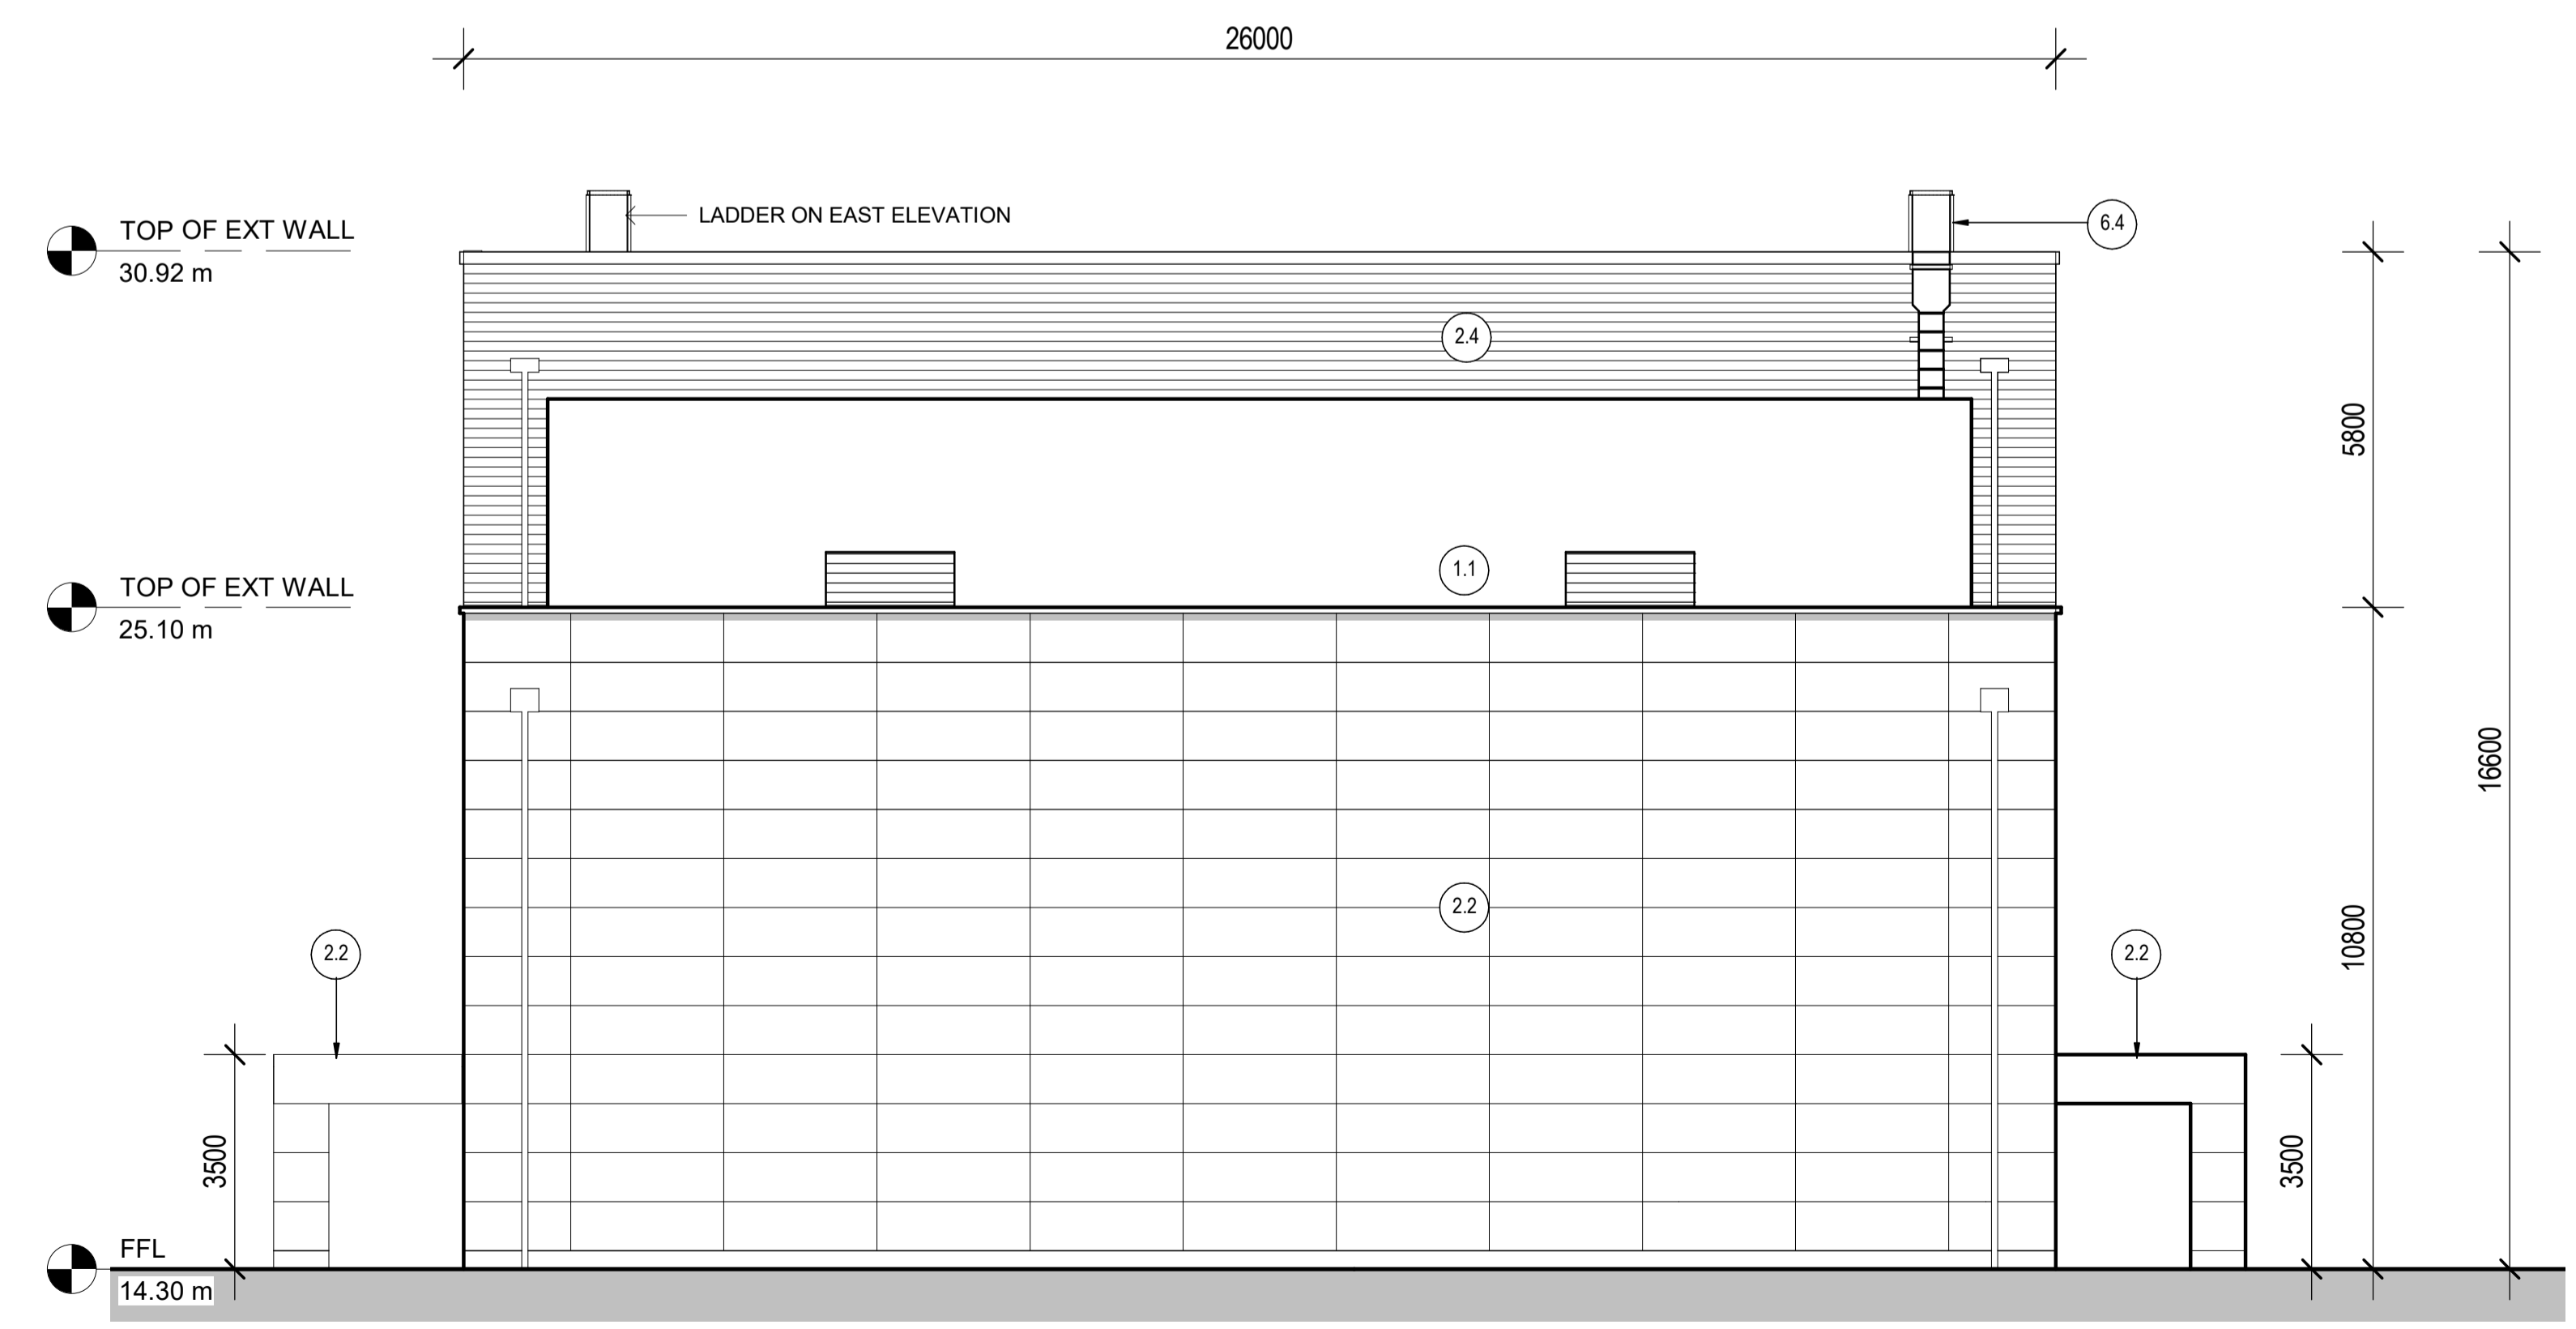 26000
TOP OF EXT WALL
30.92 m
LADDER ON EAST ELEVATION
6.4
2.4
5800
TOP OF EXT WALL
25.10 m
1.1
16600
2.2
10800
2.2
2.2
3500
3500
FFL
14.30 m